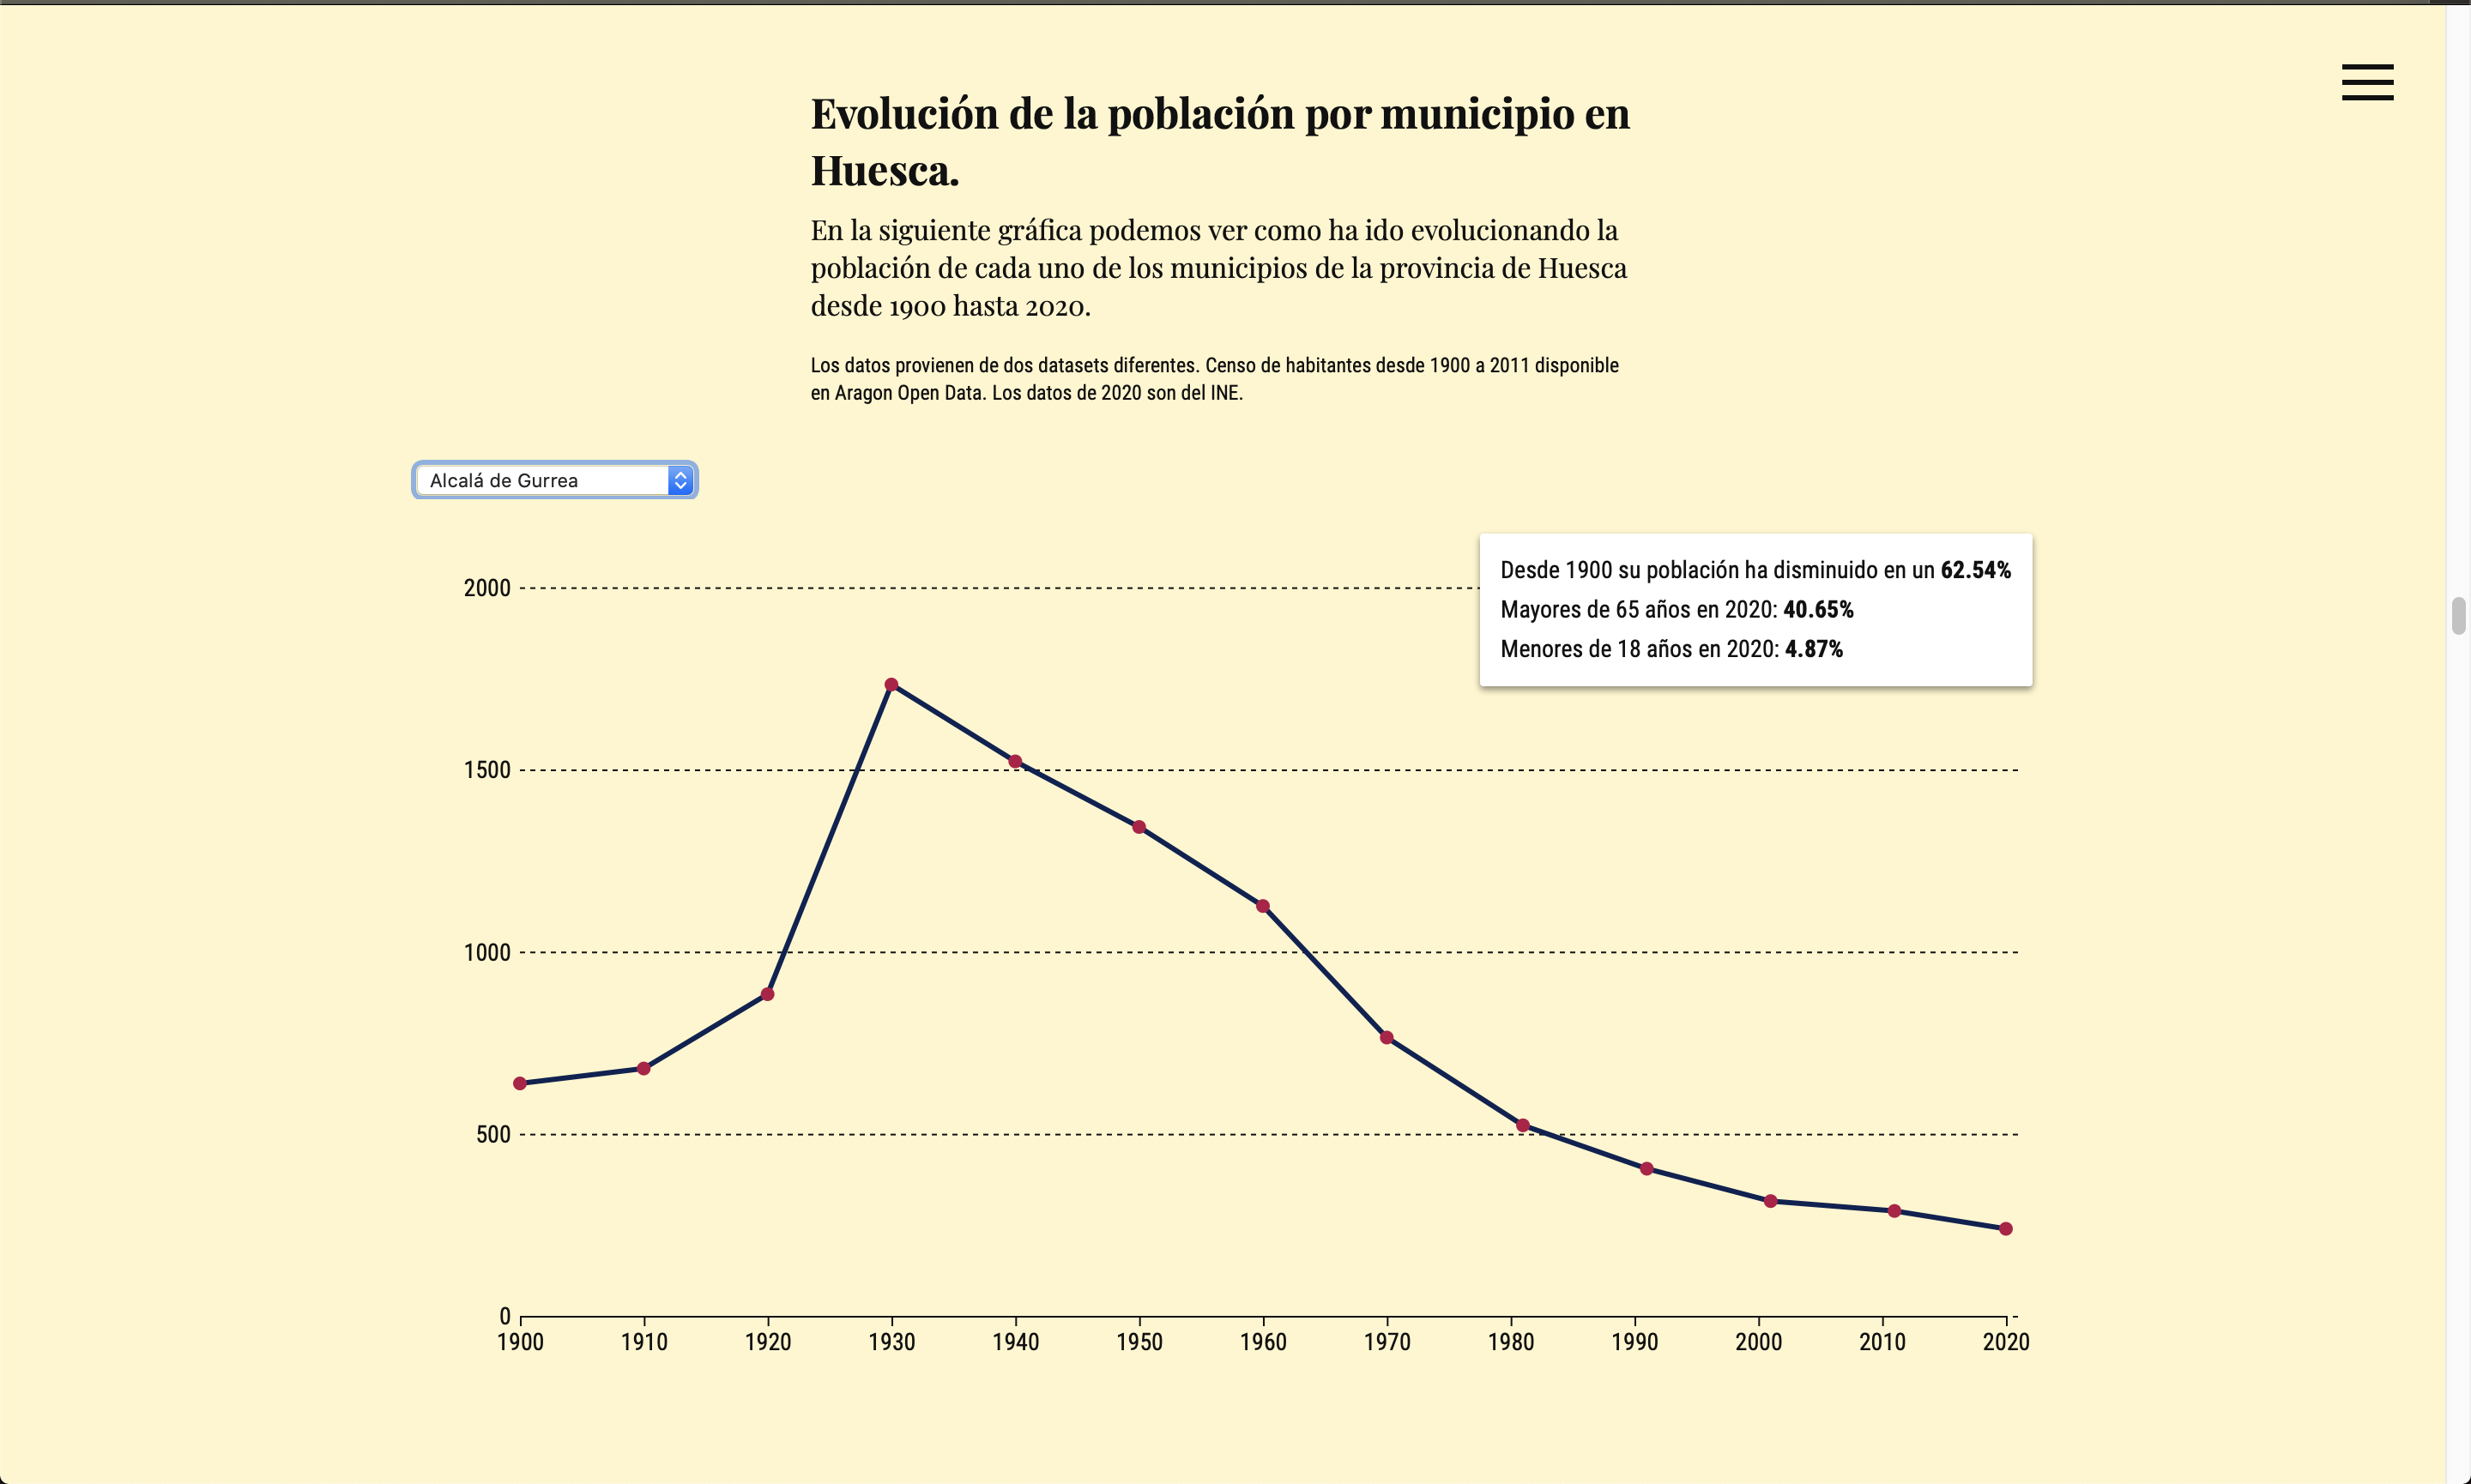 Evolución de la población por municipio en
Huesca.
En la siguiente gráfica podemos ver como ha ido evolucionando la
población de cada uno de los municipios de la provincia de Huesca
desde 1900 hasta 2020.
Los datos provienen de dos datasets diferentes. Censo de habitantes desde 1900 a 2011 disponible
en Aragon Open Data. Los datos de 2020 son del INE.
Alcalá de Gurrea
Desde 1900 su población ha disminuido en un 62.54%
Mayores de 65 años en 2020: 40.65%
Menores de 18 años en 2020: 4.87%
2000
1500
1000
500
0
1900 1910 1920 1930 1940 1950 1960 1970 1980 1990 2000 2010 2020